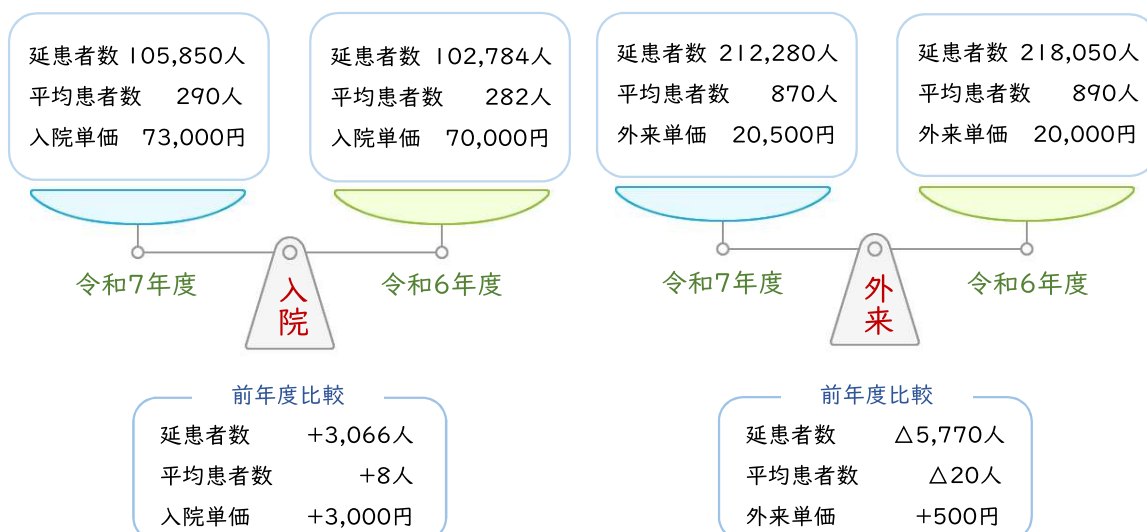 延患者数 105,850人
平均患者数 290人
入院単価 73,000円
延患者数 102,784人
平均患者数 282人
入院単価 70,000円
令和7年度
令和6年度
入院
前年度比較
延患者数 +3,066人
平均患者数 +8人
入院単価 +3,000円
延患者数 212,280人
平均患者数 870人
外来単価 20,500円
延患者数 218,050人
平均患者数 890人
外来単価 20,000円
令和7年度
令和6年度
外来
前年度比較
延患者数 △5,770人
平均患者数 △20人
外来単価 +500円